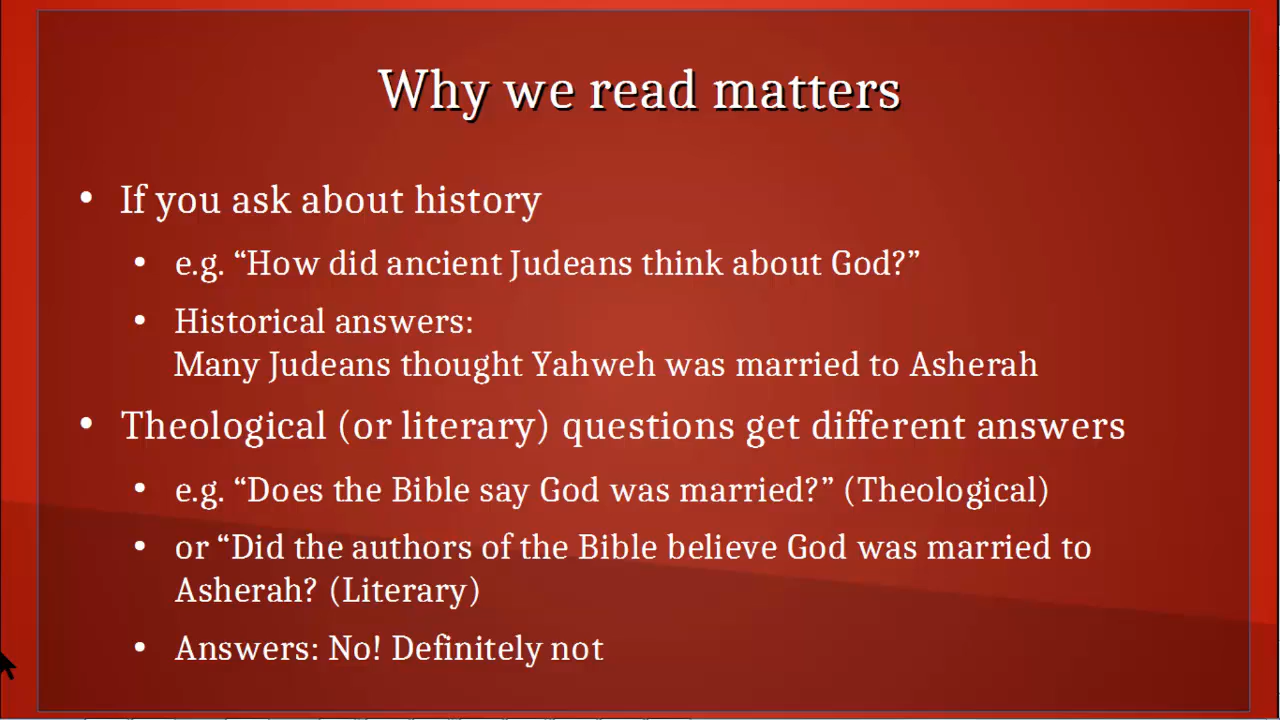 Why we read matters
• If you ask about history
• e.g. “How did ancient Judeans think about God?”
• Historical answers:
Many Judeans thought Yahweh was married to Asherah
• Theological (or literary) questions get different answers
• e.g. “Does the Bible say God was married?” (Theological)
• or “Did the authors of the Bible believe God was married to
Asherah? (Literary)
• Answers: No! Definitely not